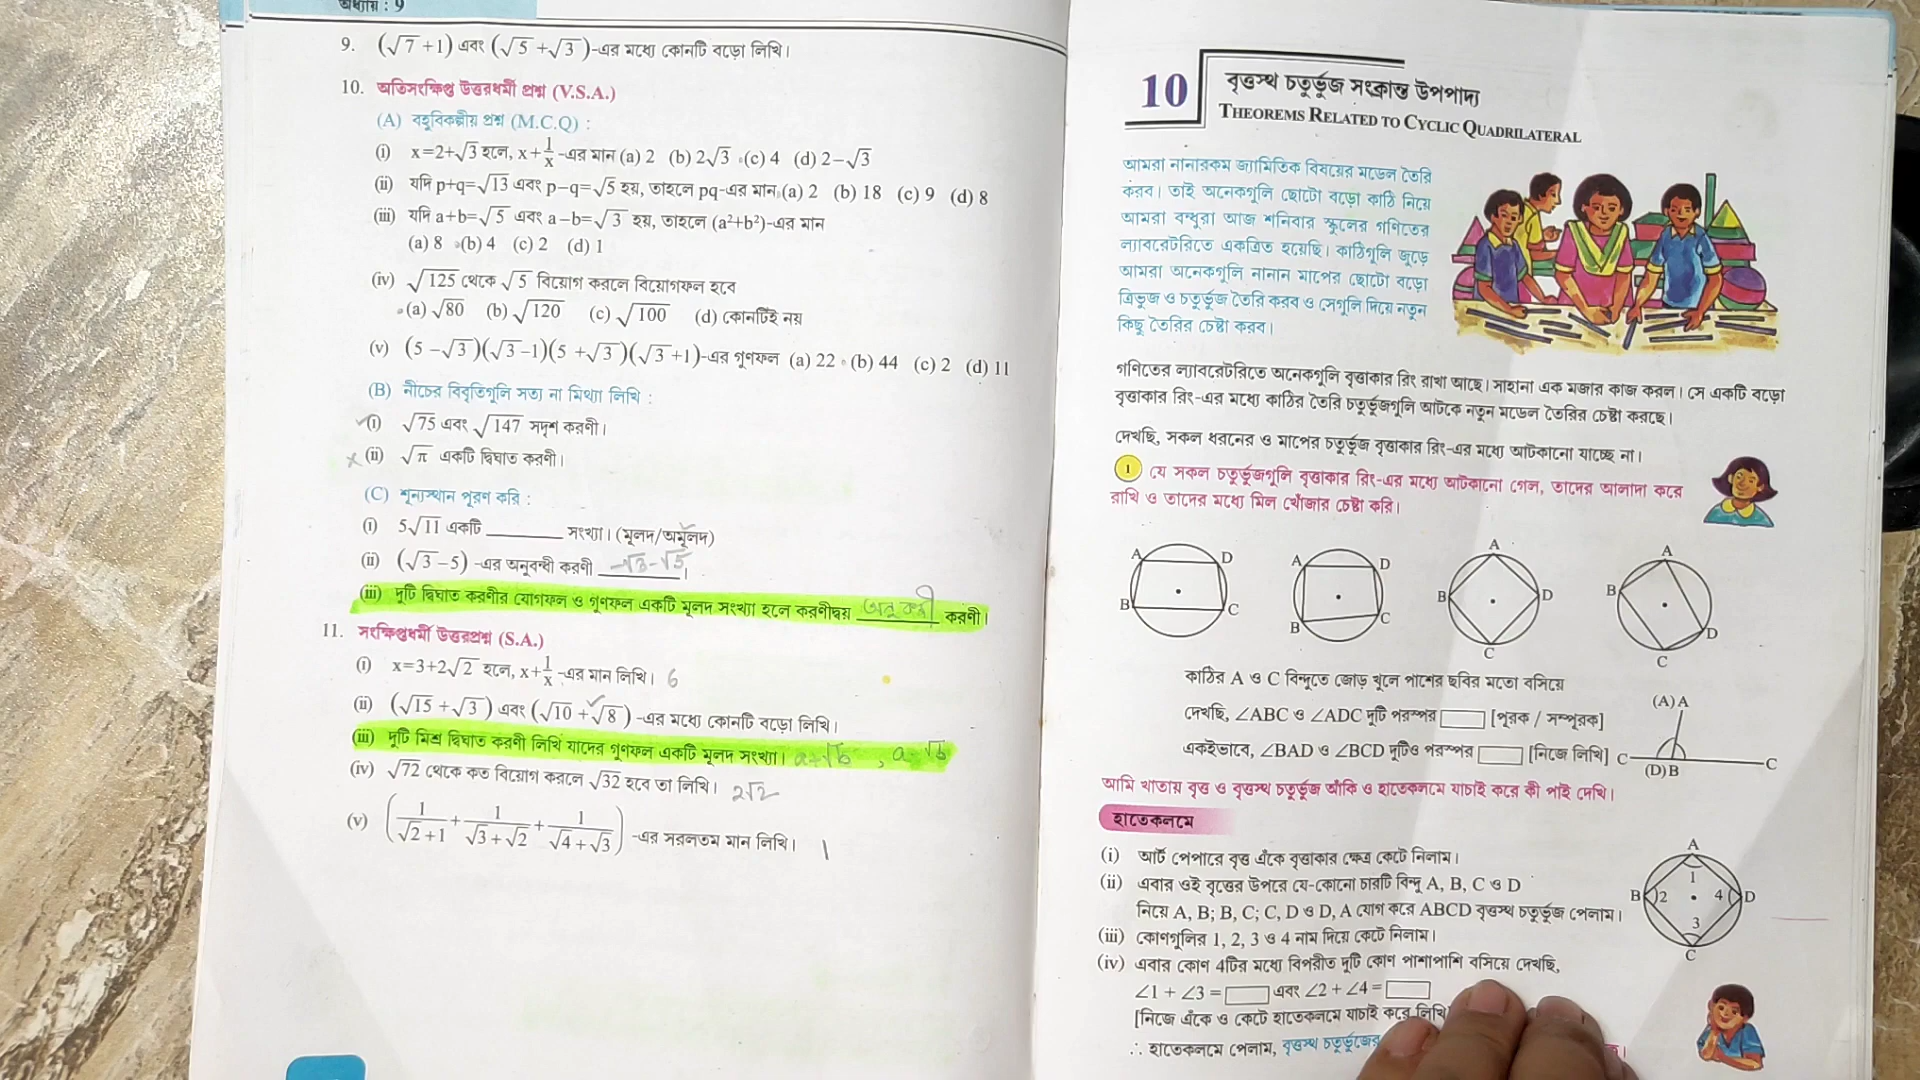 অধ্যায় : 9
9. (√7 +1) এবং (√5 +√3)-এর মধ্যে কোনটি বড়ো লিখি।
10. অতিসংক্ষিপ্ত উত্তরধর্মী প্রশ্ন (V.S.A.)
(A) বহুবিকল্পীয় প্রশ্ন (M.C.Q) :
(i) x=2+√3 হলে, x+1/x-এর মান (a) 2 (b) 2√3 (c) 4 (d) 2−√3
(ii) যদি p+q=√13 এবং p−q=√5 হয়, তাহলে pq-এর মান (a) 2 (b) 18 (c) 9 (d) 8
(iii) যদি a+b=√5 এবং a−b=√3 হয়, তাহলে (a²+b²)-এর মান
(a) 8 (b) 4 (c) 2 (d) 1
(iv) √125 থেকে √5 বিয়োগ করলে বিয়োগফল হবে
(a) √80 (b) √120 (c) √100 (d) কোনটিই নয়
(v) (5 −√3)(√3−1)(5 +√3)(√3+1)-এর গুণফল (a) 22 (b) 44 (c) 2 (d) 11
(B) নীচের বিবৃতিগুলি সত্য না মিথ্যা লিখি :
(i) √75 এবং √147 সদৃশ করণী।
(ii) √π একটি দ্বিঘাত করণী।
(C) শূন্যস্থান পূরণ করি :
(i) 5√11 একটি ________ সংখ্যা। (মূলদ/অমূলদ)
(ii) (√3−5) -এর অনুবন্ধী করণী −√3−√5।
(iii) দুটি দ্বিঘাত করণীর যোগফল ও গুণফল একটি মূলদ সংখ্যা হলে করণীদ্বয় ________ করণী।
11. সংক্ষিপ্তধর্মী উত্তরপ্রশ্ন (S.A.)
(i) x=3+2√2 হলে, x+1/x-এর মান লিখি। 6
(ii) (√15 +√3) এবং (√10 +√8) -এর মধ্যে কোনটি বড়ো লিখি।
(iii) দুটি মিশ্র দ্বিঘাত করণী লিখি যাদের গুণফল একটি মূলদ সংখ্যা। a+√b , a−√b
(iv) √72 থেকে কত বিয়োগ করলে √32 হবে তা লিখি। 2√2
(v) (1/(√2+1) + 1/(√3+√2) + 1/(√4+√3)) -এর সরলতম মান লিখি। 1
10 বৃত্তস্থ চতুর্ভুজ সংক্রান্ত উপপাদ্য
THEOREMS RELATED TO CYCLIC QUADRILATERAL
আমরা নানারকম জ্যামিতিক বিষয়ের মডেল তৈরি
করব। তাই অনেকগুলি ছোটো বড়ো কাঠি নিয়ে
আমরা বন্ধুরা আজ শনিবার স্কুলের গণিতের
ল্যাবরেটরিতে একত্রিত হয়েছি। কাঠিগুলি জুড়ে
আমরা অনেকগুলি নানান মাপের ছোটো বড়ো
ত্রিভুজ ও চতুর্ভুজ তৈরি করব ও সেগুলি দিয়ে নতুন
কিছু তৈরির চেষ্টা করব।
গণিতের ল্যাবরেটরিতে অনেকগুলি বৃত্তাকার রিং রাখা আছে। সাহানা এক মজার কাজ করল। সে একটি বড়ো
বৃত্তাকার রিং-এর মধ্যে কাঠির তৈরি চতুর্ভুজগুলি আটকে নতুন মডেল তৈরির চেষ্টা করছে।
দেখছি, সকল ধরনের ও মাপের চতুর্ভুজ বৃত্তাকার রিং-এর মধ্যে আটকানো যাচ্ছে না।
1 যে সকল চতুর্ভুজগুলি বৃত্তাকার রিং-এর মধ্যে আটকানো গেল, তাদের আলাদা করে
রাখি ও তাদের মধ্যে মিল খোঁজার চেষ্টা করি।
A D B C
A D B C
A B D C
A B D C
কাঠির A ও C বিন্দুতে জোড় খুলে পাশের ছবির মতো বসিয়ে
দেখছি, ∠ABC ও ∠ADC দুটি পরস্পর [পূরক / সম্পূরক]
একইভাবে, ∠BAD ও ∠BCD দুটিও পরস্পর [নিজে লিখি]
(A) A
C (D) B C
আমি খাতায় বৃত্ত ও বৃত্তস্থ চতুর্ভুজ আঁকি ও হাতেকলমে যাচাই করে কী পাই দেখি।
হাতেকলমে
(i) আর্ট পেপারে বৃত্ত এঁকে বৃত্তাকার ক্ষেত্র কেটে নিলাম।
(ii) এবার ওই বৃত্তের উপরে যে-কোনো চারটি বিন্দু A, B, C ও D
নিয়ে A, B; B, C; C, D ও D, A যোগ করে ABCD বৃত্তস্থ চতুর্ভুজ পেলাম।
(iii) কোণগুলির 1, 2, 3 ও 4 নাম দিয়ে কেটে নিলাম।
(iv) এবার কোণ 4টির মধ্যে বিপরীত দুটি কোণ পাশাপাশি বসিয়ে দেখছি,
∠1 + ∠3 = এবং ∠2 + ∠4 =
[নিজে এঁকে ও কেটে হাতেকলমে যাচাই করে লিখি
∴ হাতেকলমে পেলাম, বৃত্তস্থ চতুর্ভুজের
A
1
B 2 4 D
3
C